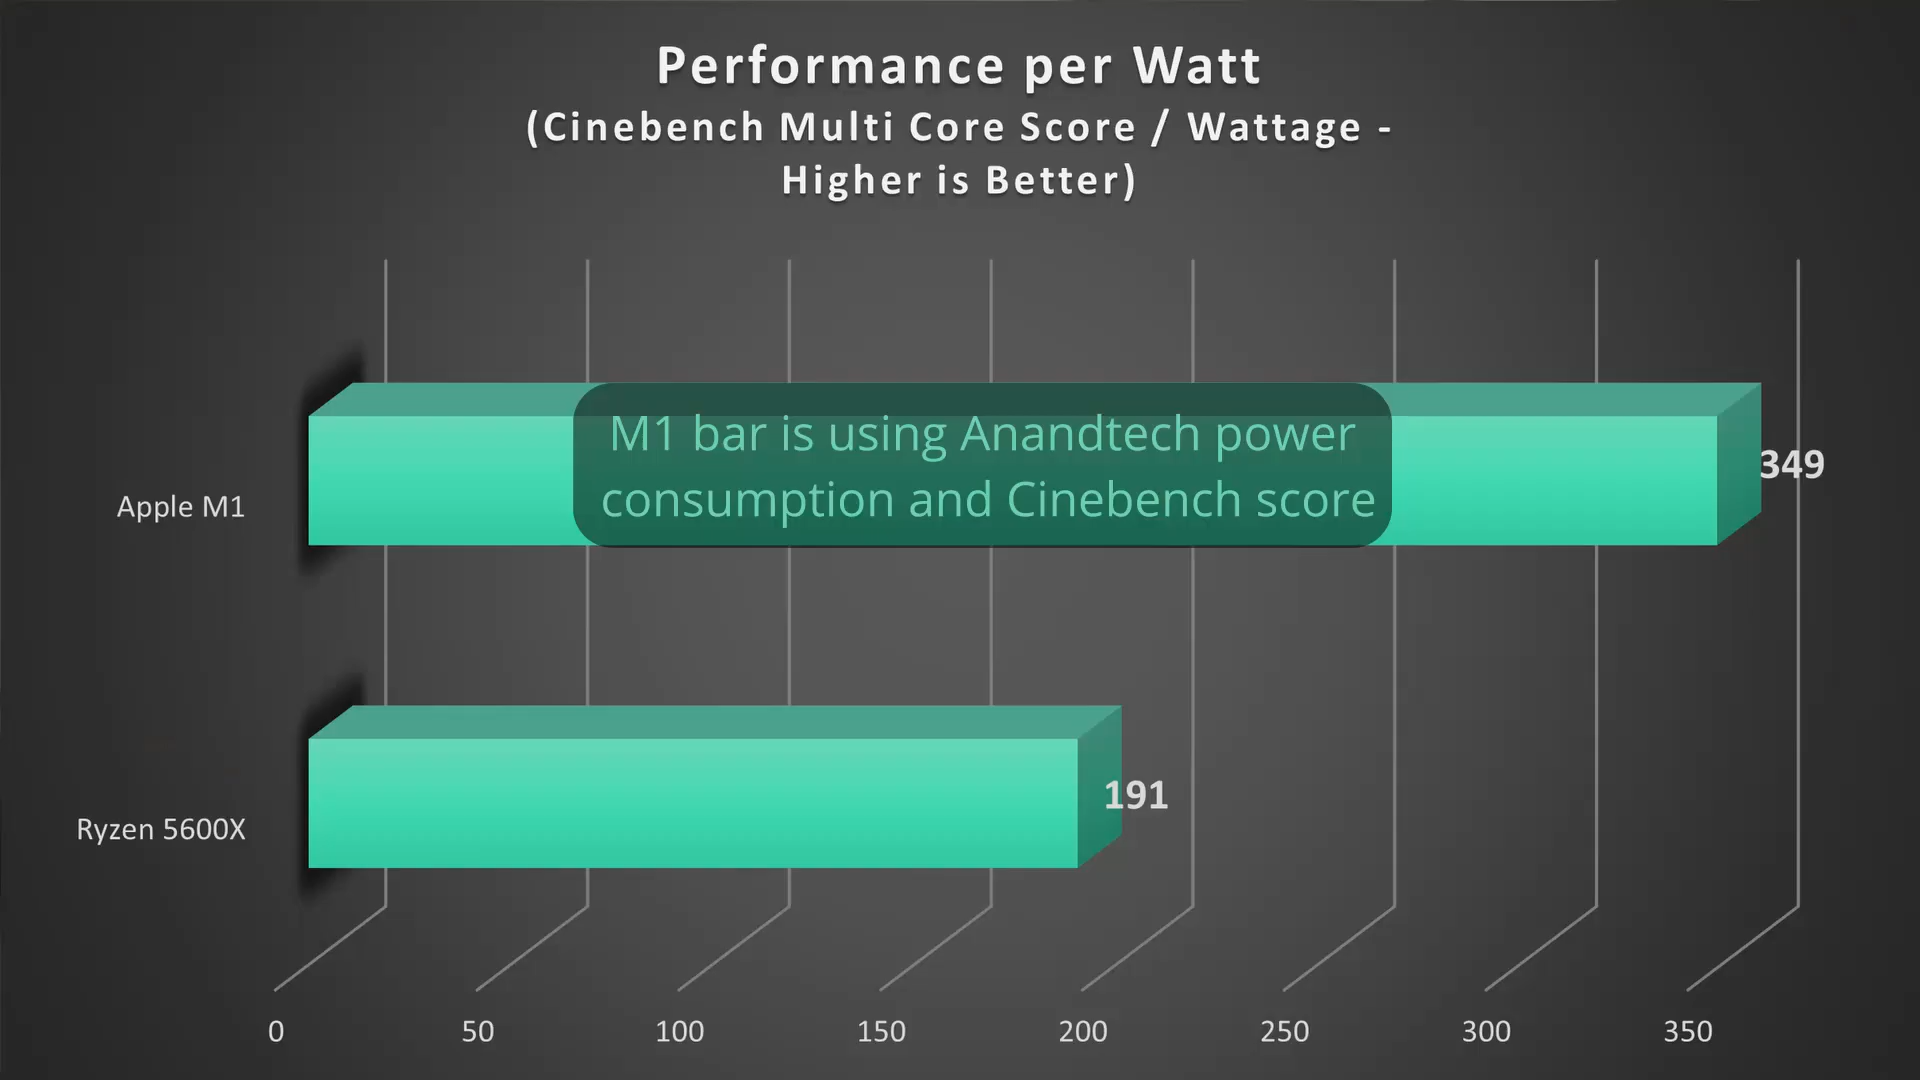 Performance per Watt
(Cinebench Multi Core Score / Wattage -
Higher is Better)
M1 bar is using Anandtech power
consumption and Cinebench score
349
Apple M1
191
Ryzen 5600X
0 50 100 150 200 250 300 350